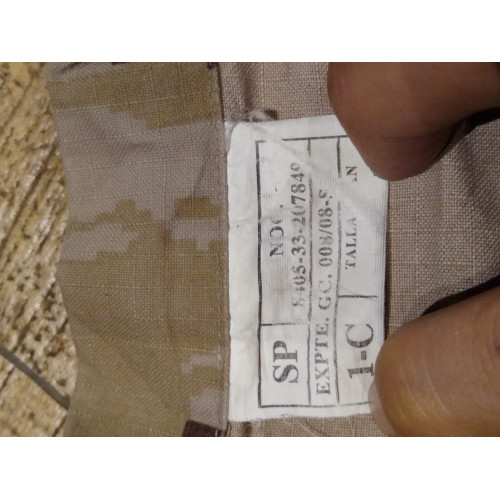 SP NOC
8405-33-207849
EXPTE. GC. 008/08-S
1-C TALLA